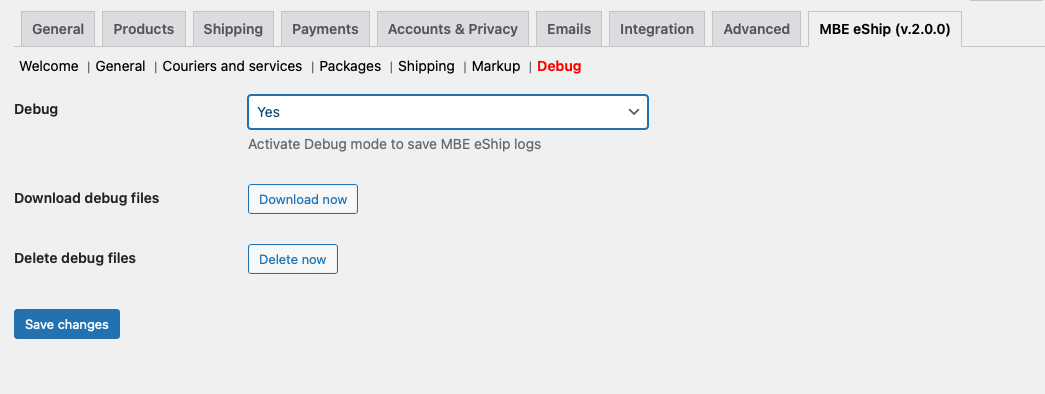 General Products Shipping Payments Accounts & Privacy Emails Integration Advanced MBE eShip (v.2.0.0)
Welcome | General | Couriers and services | Packages | Shipping | Markup | Debug
Debug Yes
Activate Debug mode to save MBE eShip logs
Download debug files Download now
Delete debug files Delete now
Save changes